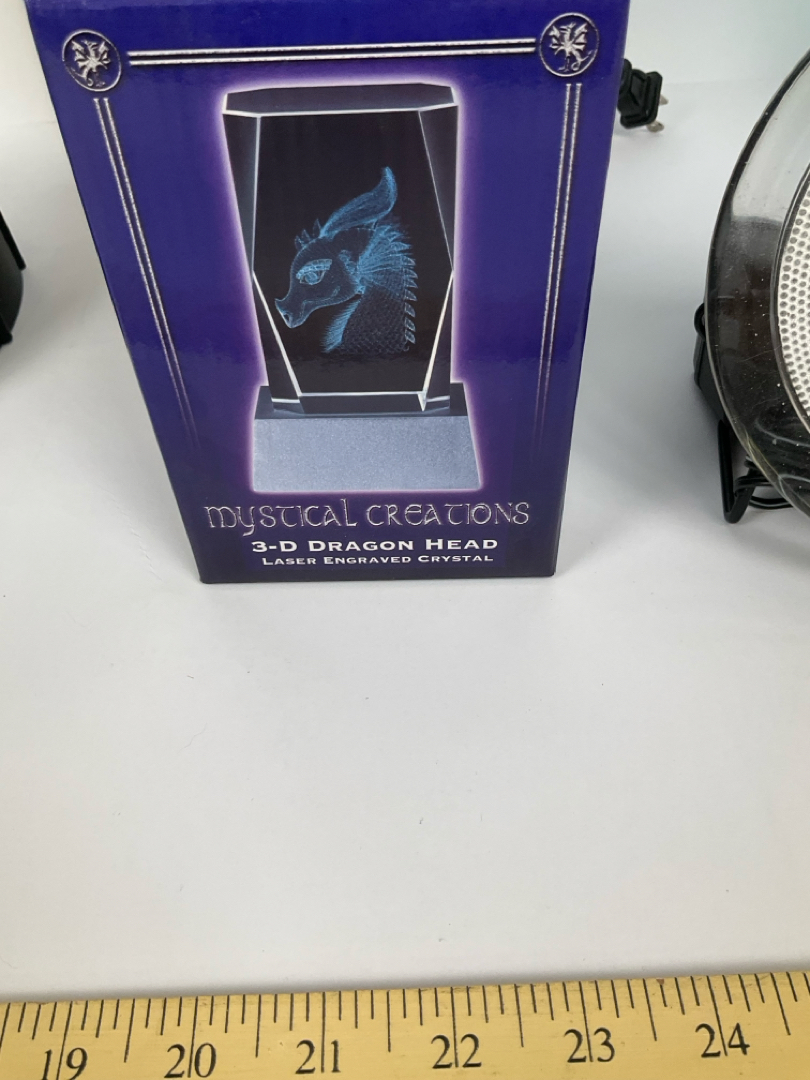 mystical creations
3-D Dragon Head
Laser Engraved Crystal
19 20 21 22 23 24